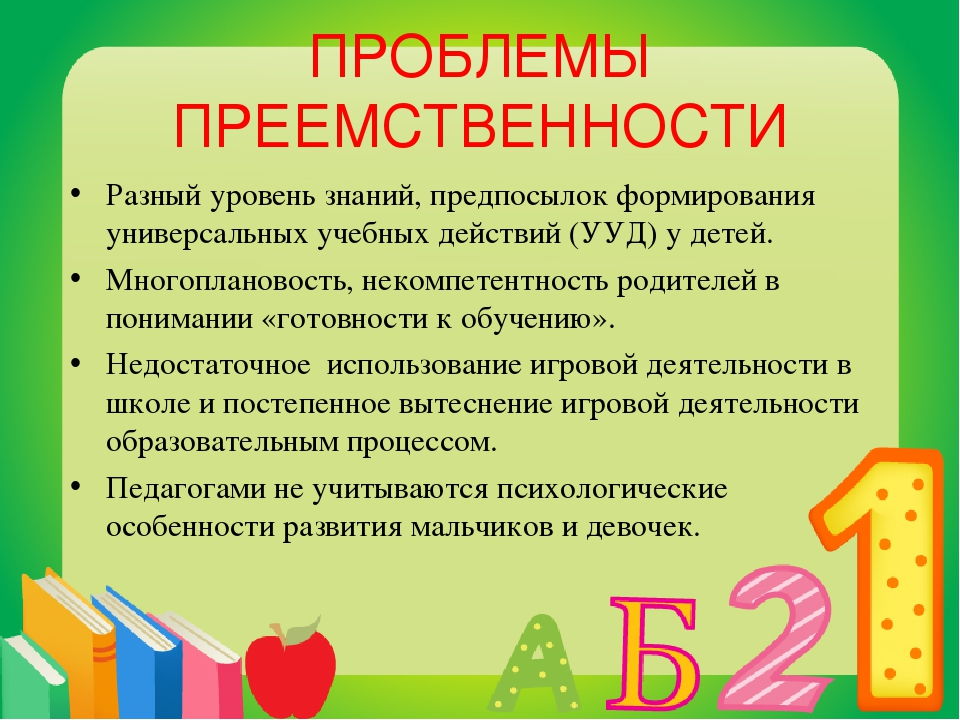 ПРОБЛЕМЫ
ПРЕЕМСТВЕННОСТИ
• Разный уровень знаний, предпосылок формирования
универсальных учебных действий (УУД) у детей.
• Многоплановость, некомпетентность родителей в
понимании «готовности к обучению».
• Недостаточное  использование игровой деятельности в
школе и постепенное вытеснение игровой деятельности
образовательным процессом.
• Педагогами не учитываются психологические
особенности развития мальчиков и девочек.
А Б 2 1